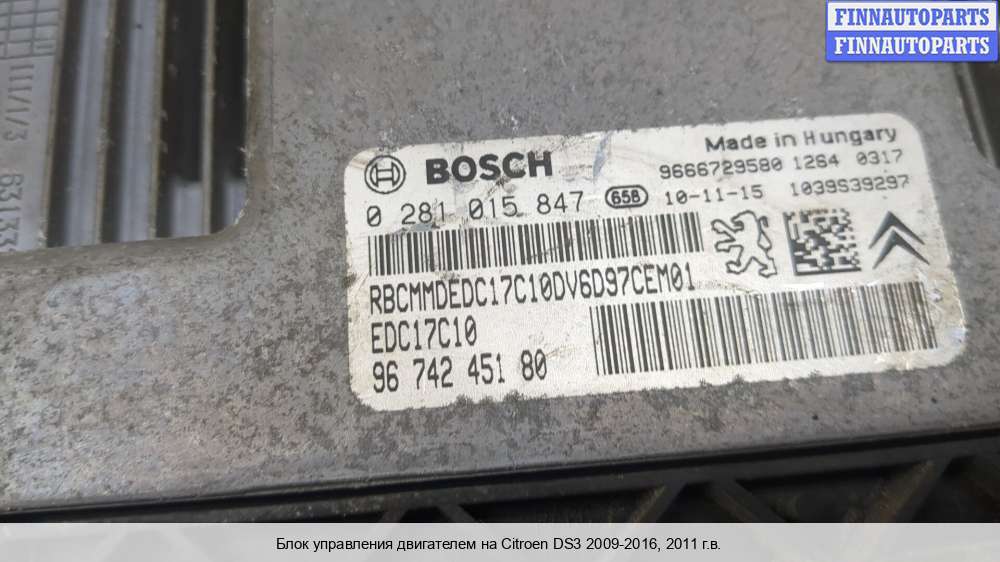 FINNAUTOPARTS
FINNAUTOPARTS
Made in Hungary
BOSCH
9666729580 12S4 0317
0 281 015 847 658 10-11-15 1039S39297
RBCMMDEDC17C10DV6D97CEM01
EDC17C10
96 742 451 80
Блок управления двигателем на Citroen DS3 2009-2016, 2011 г.в.